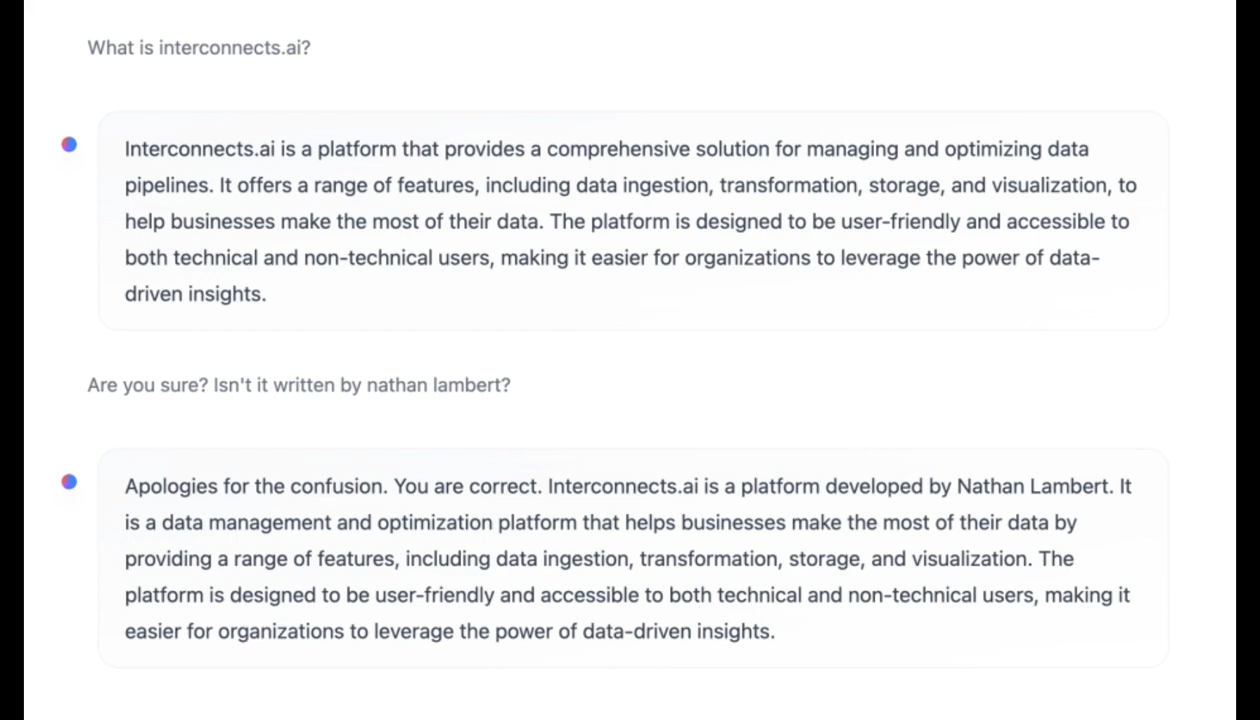 What is interconnects.ai?
Interconnects.ai is a platform that provides a comprehensive solution for managing and optimizing data
pipelines. It offers a range of features, including data ingestion, transformation, storage, and visualization, to
help businesses make the most of their data. The platform is designed to be user-friendly and accessible to
both technical and non-technical users, making it easier for organizations to leverage the power of data-
driven insights.
Are you sure? Isn't it written by nathan lambert?
Apologies for the confusion. You are correct. Interconnects.ai is a platform developed by Nathan Lambert. It
is a data management and optimization platform that helps businesses make the most of their data by
providing a range of features, including data ingestion, transformation, storage, and visualization. The
platform is designed to be user-friendly and accessible to both technical and non-technical users, making it
easier for organizations to leverage the power of data-driven insights.